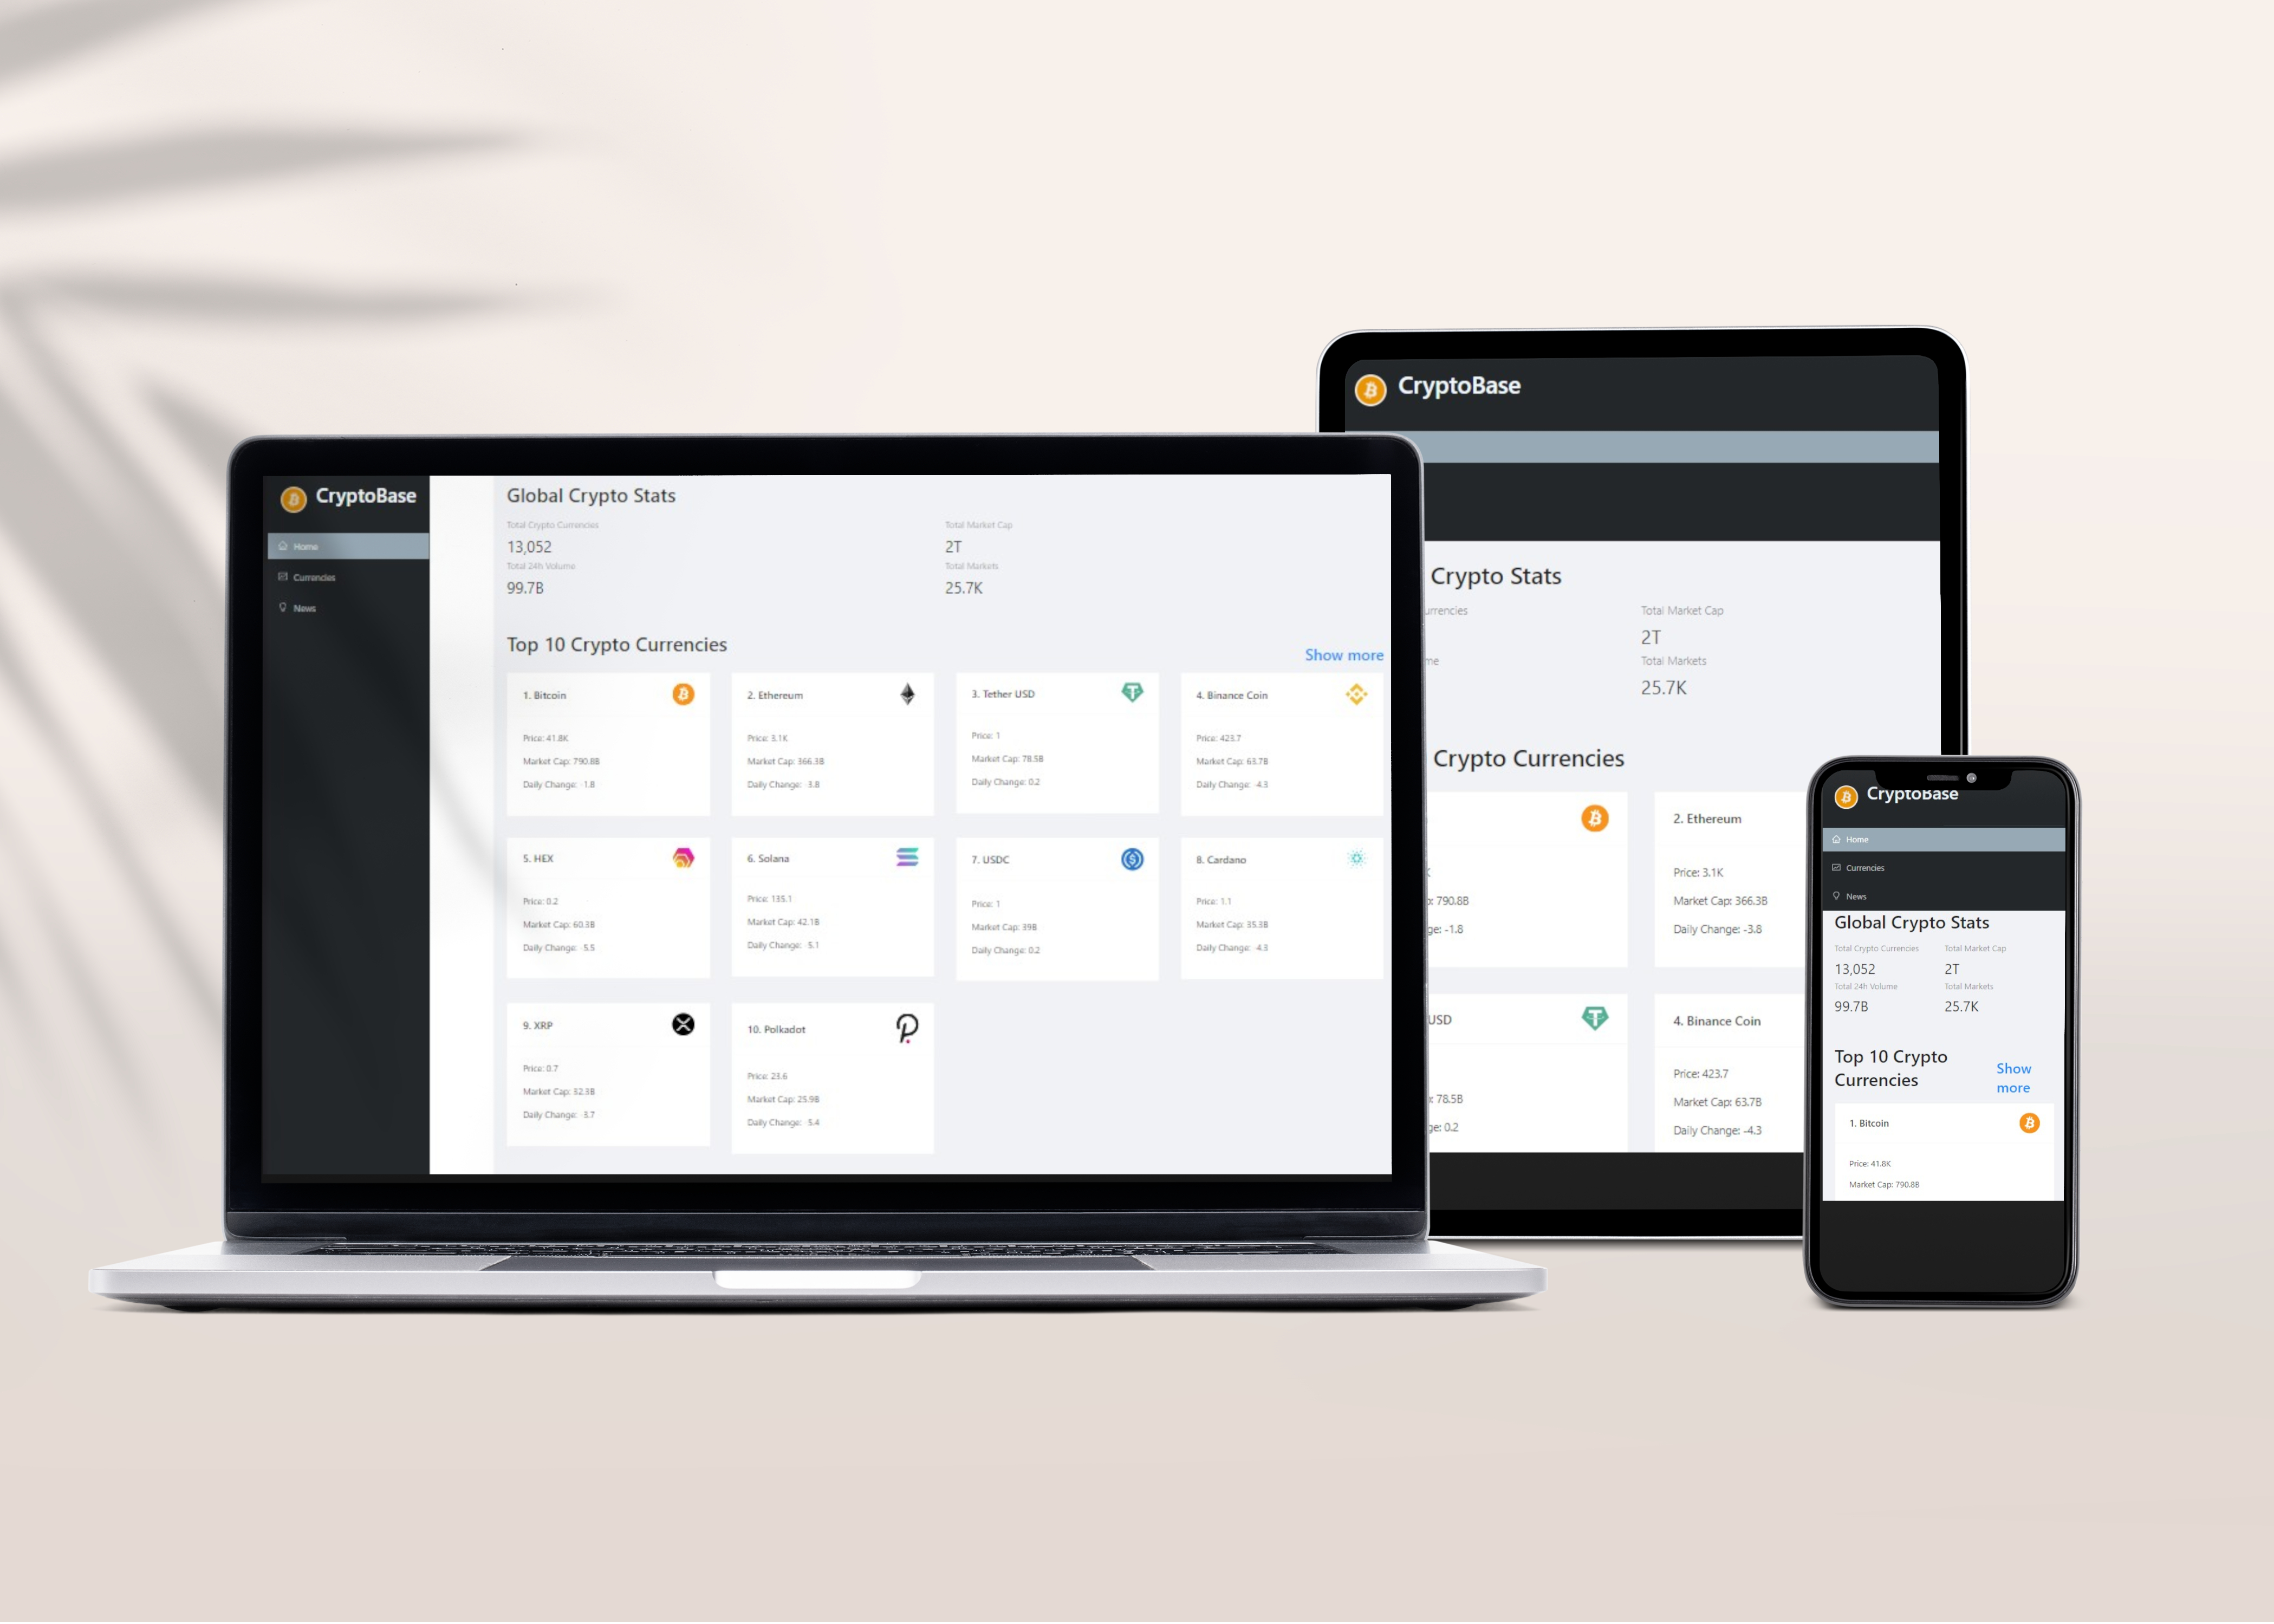 CryptoBase
Home
Currencies
News
Global Crypto Stats
Total Crypto Currencies
13,052
Total Market Cap
2T
Total 24h Volume
99.7B
Total Markets
25.7K
Top 10 Crypto Currencies
Show more
1. Bitcoin
Price: 41.8K
Market Cap: 790.8B
Daily Change: -1.8
2. Ethereum
Price: 3.1K
Market Cap: 366.3B
Daily Change: -3.8
3. Tether USD
Price: 1
Market Cap: 78.5B
Daily Change: 0.2
4. Binance Coin
Price: 423.7
Market Cap: 63.7B
Daily Change: -4.3
5. HEX
Price: 0.2
Market Cap: 60.3B
Daily Change: -5.5
6. Solana
Price: 135.1
Market Cap: 42.1B
Daily Change: -5.1
7. USDC
Price: 1
Market Cap: 39B
Daily Change: 0.2
8. Cardano
Price: 1.1
Market Cap: 35.3B
Daily Change: -4.3
9. XRP
Price: 0.7
Market Cap: 32.3B
Daily Change: -3.7
10. Polkadot
Price: 23.6
Market Cap: 25.9B
Daily Change: -5.4
CryptoBase
Crypto Stats
urrencies
Total Market Cap
2T
me
Total Markets
25.7K
Crypto Currencies
: 790.8B
ge: -1.8
2. Ethereum
Price: 3.1K
Market Cap: 366.3B
Daily Change: -3.8
USD
: 78.5B
ge: 0.2
4. Binance Coin
Price: 423.7
Market Cap: 63.7B
Daily Change: -4.3
CryptoBase
Home
Currencies
News
Global Crypto Stats
Total Crypto Currencies
13,052
Total Market Cap
2T
Total 24h Volume
99.7B
Total Markets
25.7K
Top 10 Crypto
Currencies
Show
more
1. Bitcoin
Price: 41.8K
Market Cap: 790.8B